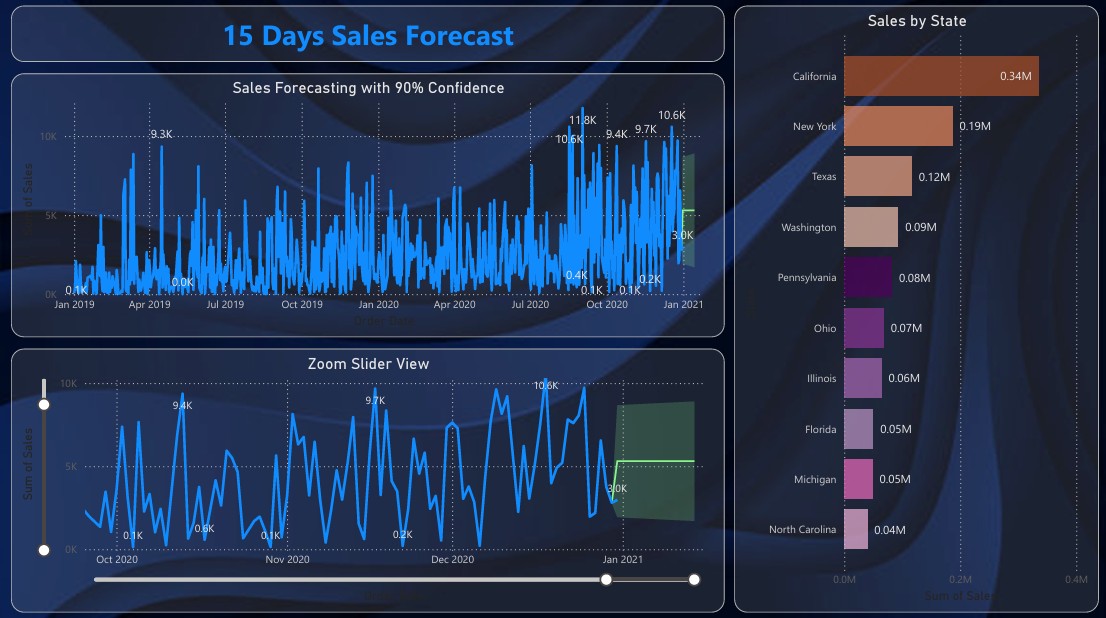 15 Days Sales Forecast
Sales Forecasting with 90% Confidence
Sum of Sales
10K
5K
0K
0.1K
9.3K
0.0K
10.6K
11.8K
9.4K
9.7K
10.6K
3.0K
0.4K
0.1K
0.1K
0.2K
Jan 2019
Apr 2019
Jul 2019
Oct 2019
Jan 2020
Apr 2020
Jul 2020
Oct 2020
Jan 2021
Zoom Slider View
Sum of Sales
10K
5K
0K
9.4K
9.7K
10.6K
3.0K
0.1K
0.6K
0.1K
0.2K
Oct 2020
Nov 2020
Dec 2020
Jan 2021
Sales by State
California 0.34M
New York 0.19M
Texas 0.12M
Washington 0.09M
Pennsylvania 0.08M
Ohio 0.07M
Illinois 0.06M
Florida 0.05M
Michigan 0.05M
North Carolina 0.04M
0.0M 0.2M 0.4M
Sum of Sales